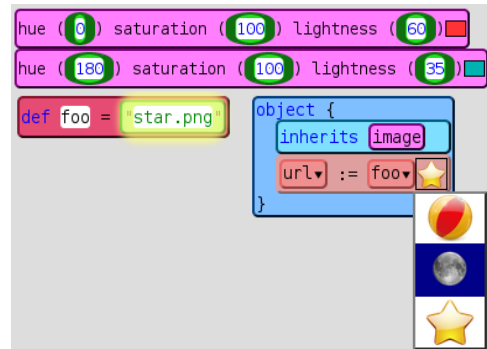 hue (0) saturation (100) lightness (60)
hue (180) saturation (100) lightness (35)
def foo = "star.png"
object {
inherits image
url▾ := foo▾
}